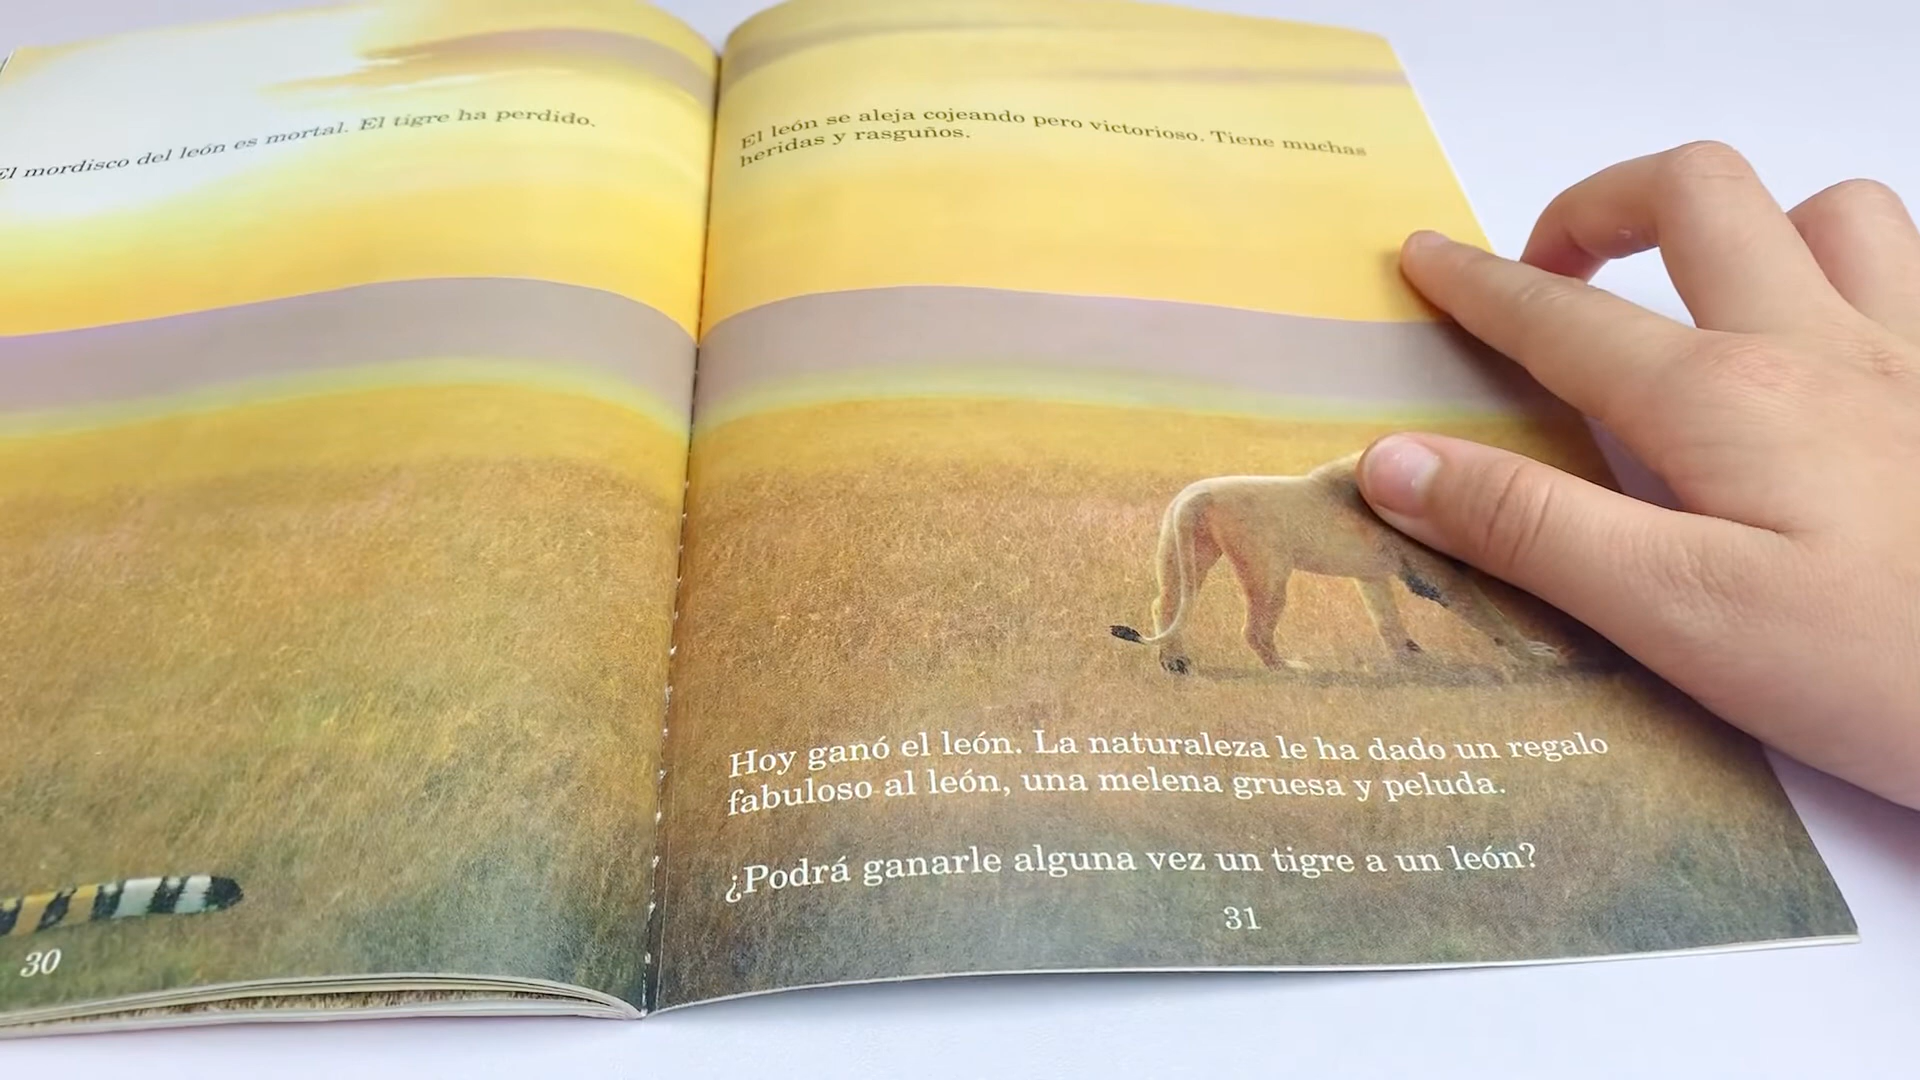 El mordisco del león es mortal. El tigre ha perdido.
30
El león se aleja cojeando pero victorioso. Tiene muchas
heridas y rasguños.
Hoy ganó el león. La naturaleza le ha dado un regalo
fabuloso al león, una melena gruesa y peluda.
¿Podrá ganarle alguna vez un tigre a un león?
31